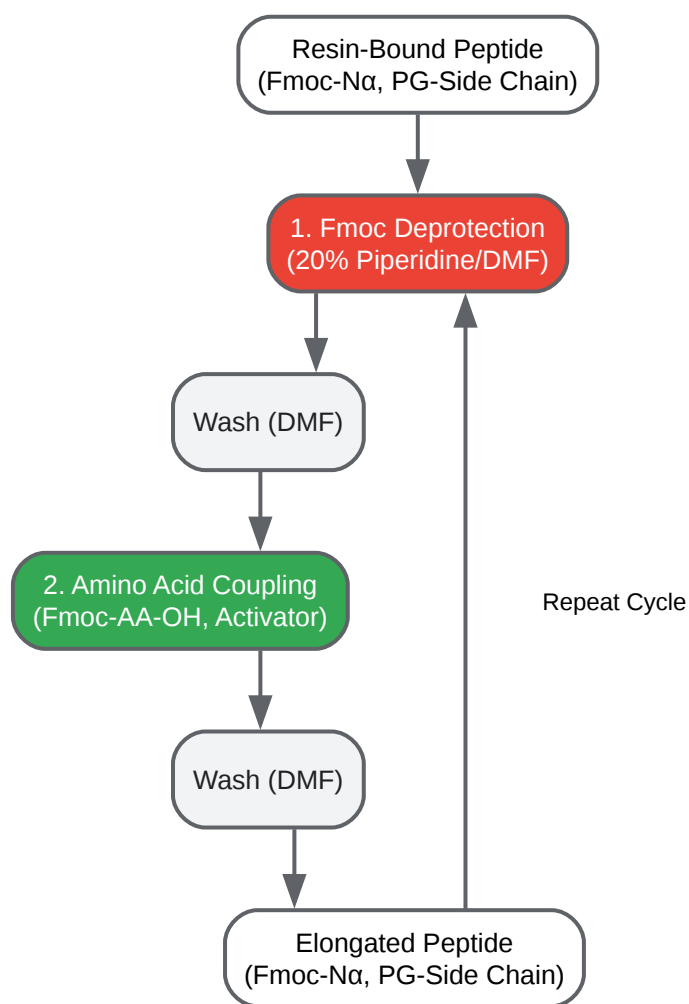 Resin-Bound Peptide
(Fmoc-Nα, PG-Side Chain)
1. Fmoc Deprotection
(20% Piperidine/DMF)
Wash (DMF)
2. Amino Acid Coupling
(Fmoc-AA-OH, Activator)
Repeat Cycle
Wash (DMF)
Elongated Peptide
(Fmoc-Nα, PG-Side Chain)